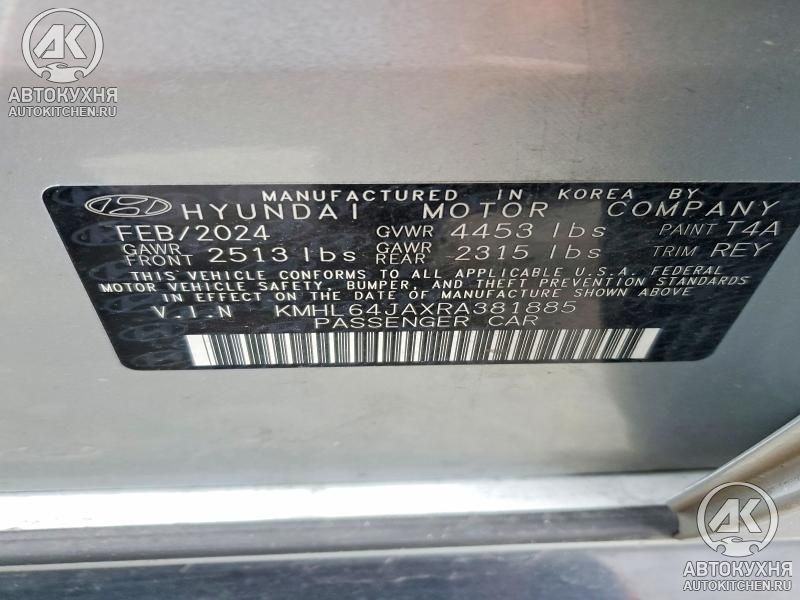 AK
АВТОКУХНЯ
AUTOKITCHEN.RU
MANUFACTURED IN KOREA BY
HYUNDAI MOTOR COMPANY
FEB/2024 GVWR 4453 lbs PAINT T4A
GAWR FRONT 2513 lbs GAWR REAR 2315 lbs TRIM REY
THIS VEHICLE CONFORMS TO ALL APPLICABLE U.S.A. FEDERAL
MOTOR VEHICLE SAFETY, BUMPER, AND THEFT PREVENTION STANDARDS
IN EFFECT ON THE DATE OF MANUFACTURE SHOWN ABOVE
V.I.N KMHL64JAXRA381885
PASSENGER CAR
AK
АВТОКУХНЯ
AUTOKITCHEN.RU